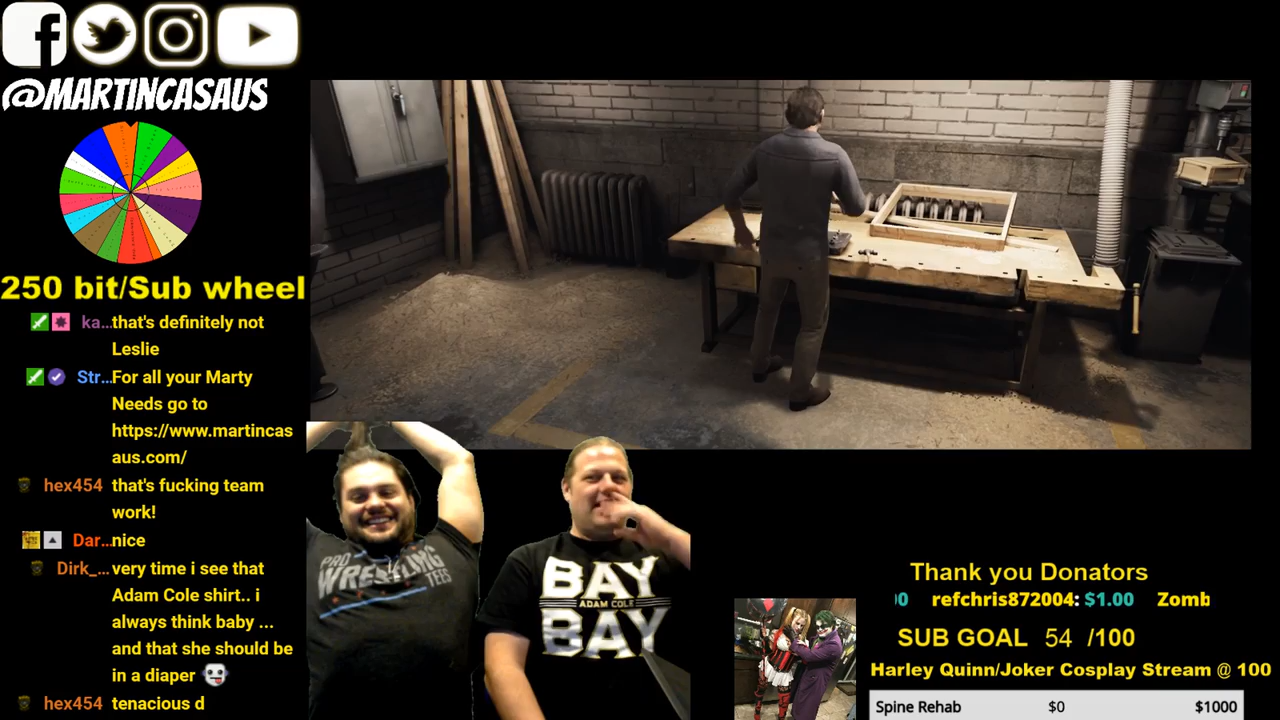 @MARTINCASAUS
250 bit/Sub wheel
ka...that's definitely not
Leslie
Str...For all your Marty
Needs go to
https://www.martincas
aus.com/
hex454 that's fucking team
work!
Dar...nice
Dirk_...very time i see that
Adam Cole shirt.. i
always think baby ...
and that she should be
in a diaper
hex454 tenacious d
PRO
WRESTLING
TEES
BAY
ADAM COLE
BAY
Thank you Donators
00 refchris872004: $1.00 Zomb
SUB GOAL 54 /100
Harley Quinn/Joker Cosplay Stream @ 100
Spine Rehab $0 $1000